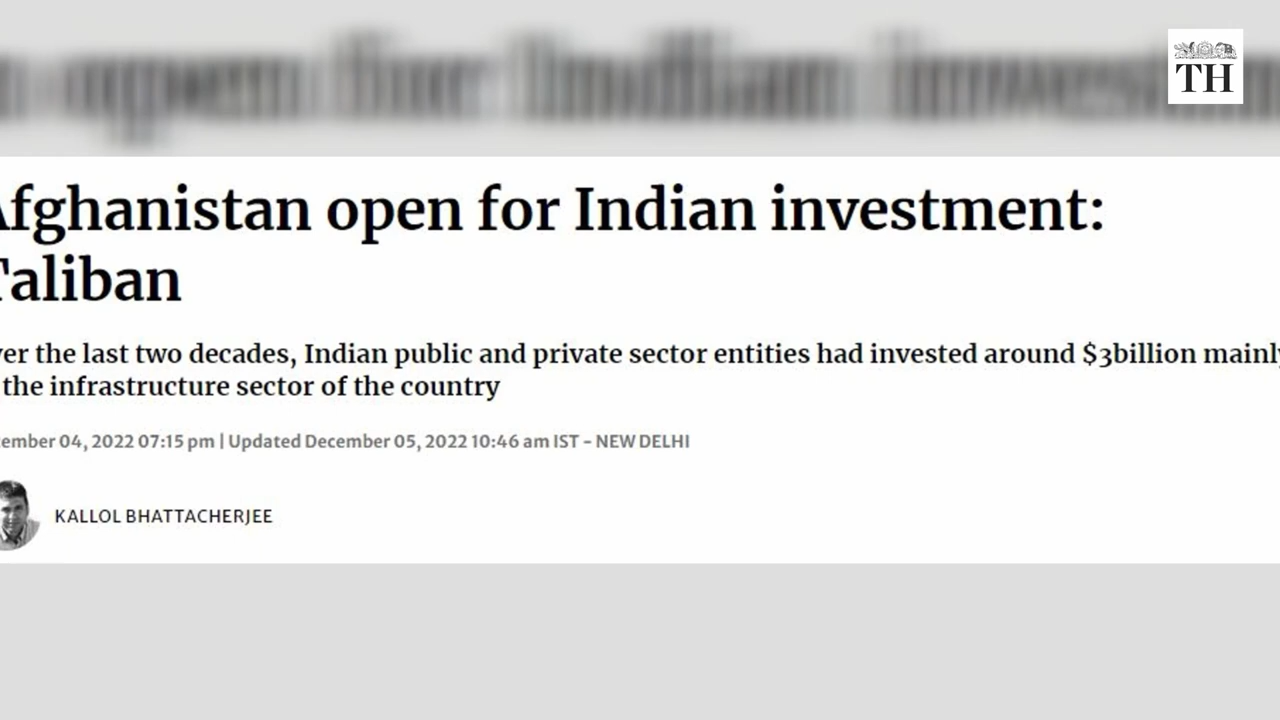 TH
Afghanistan open for Indian investment:
Taliban
ver the last two decades, Indian public and private sector entities had invested around $3billion mainly
the infrastructure sector of the country
ember 04, 2022 07:15 pm | Updated December 05, 2022 10:46 am IST - NEW DELHI
KALLOL BHATTACHERJEE